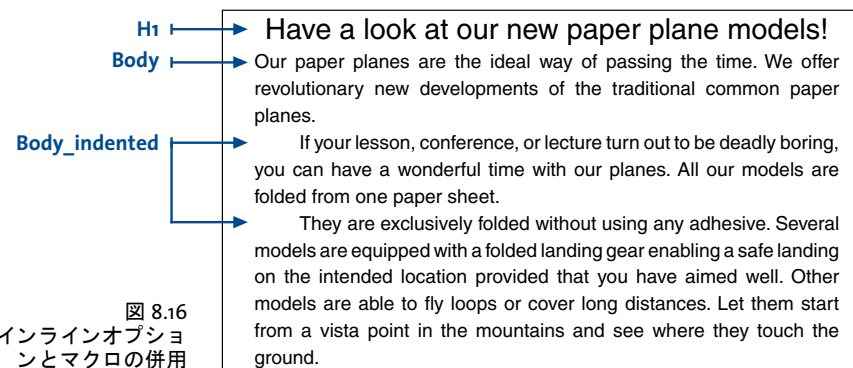 H1
Have a look at our new paper plane models!
Body
Our paper planes are the ideal way of passing the time. We offer
revolutionary new developments of the traditional common paper
planes.
Body_indented
If your lesson, conference, or lecture turn out to be deadly boring,
you can have a wonderful time with our planes. All our models are
folded from one paper sheet.
They are exclusively folded without using any adhesive. Several
models are equipped with a folded landing gear enabling a safe landing
on the intended location provided that you have aimed well. Other
models are able to fly loops or cover long distances. Let them start
from a vista point in the mountains and see where they touch the
ground.
図 8.16
インラインオプショ
ンとマクロの併用